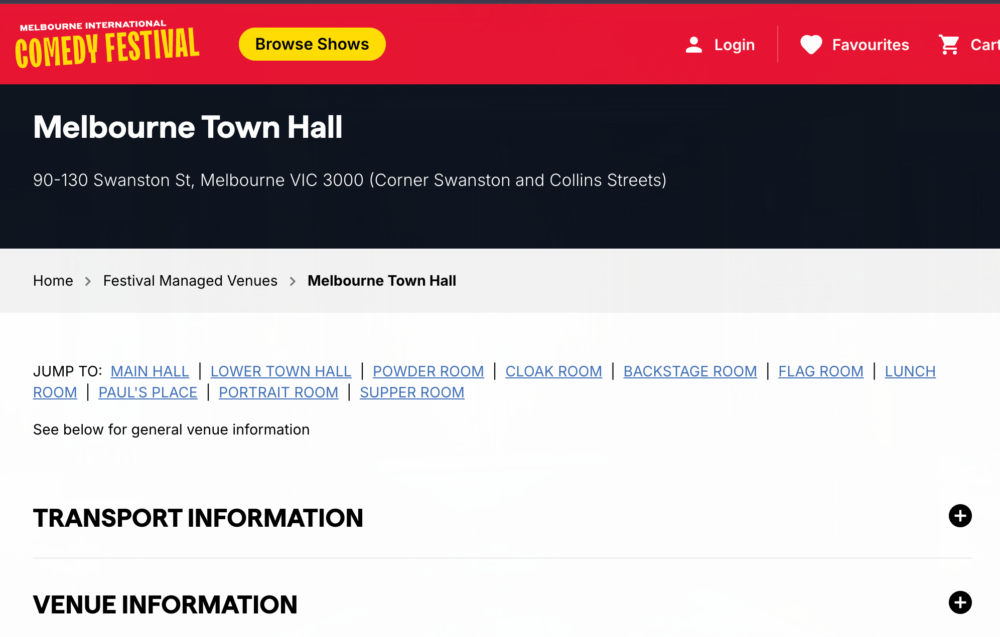 MELBOURNE INTERNATIONAL
COMEDY FESTIVAL
Browse Shows
Login
Favourites
Cart
Melbourne Town Hall
90-130 Swanston St, Melbourne VIC 3000 (Corner Swanston and Collins Streets)
Home > Festival Managed Venues > Melbourne Town Hall
JUMP TO: MAIN HALL | LOWER TOWN HALL | POWDER ROOM | CLOAK ROOM | BACKSTAGE ROOM | FLAG ROOM | LUNCH
ROOM | PAUL'S PLACE | PORTRAIT ROOM | SUPPER ROOM
See below for general venue information
TRANSPORT INFORMATION
VENUE INFORMATION